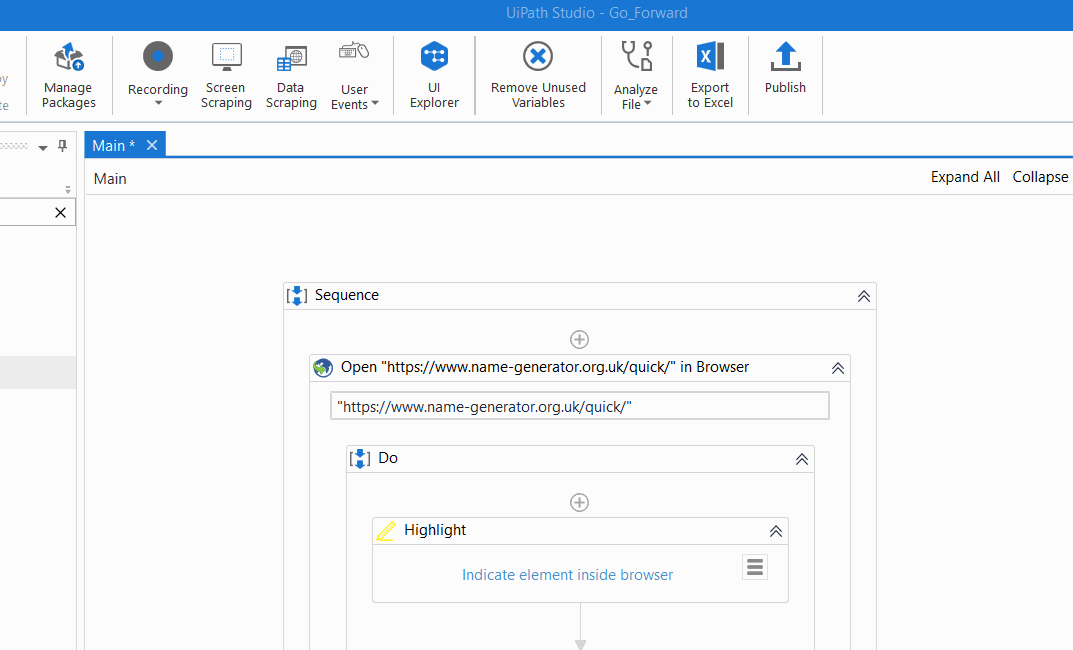 UiPath Studio - Go_Forward
Manage Packages
Recording
Screen Scraping
Data Scraping
User Events
UI Explorer
Remove Unused Variables
Analyze File
Export to Excel
Publish
Main *
Main
Expand All Collapse
Sequence
Open "https://www.name-generator.org.uk/quick/" in Browser
"https://www.name-generator.org.uk/quick/"
Do
Highlight
Indicate element inside browser